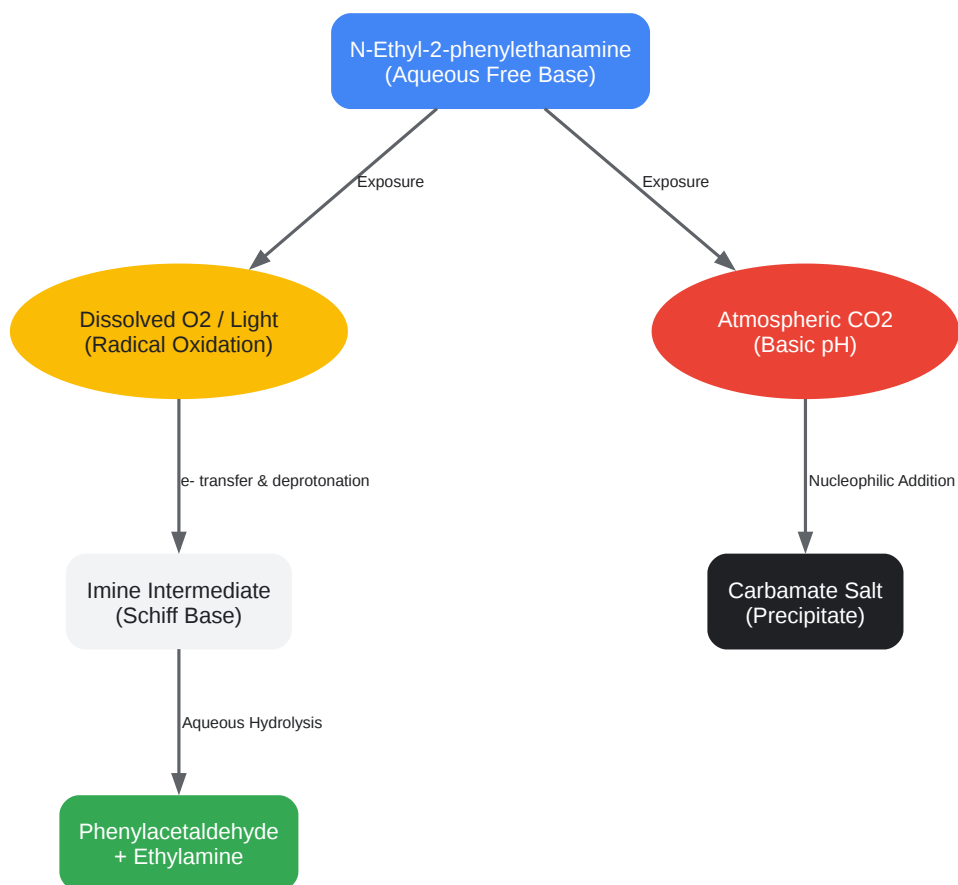 N-Ethyl-2-phenylethanamine
(Aqueous Free Base)
Exposure
Exposure
Dissolved O2 / Light
(Radical Oxidation)
Atmospheric CO2
(Basic pH)
e- transfer & deprotonation
Nucleophilic Addition
Imine Intermediate
(Schiff Base)
Carbamate Salt
(Precipitate)
Aqueous Hydrolysis
Phenylacetaldehyde
+ Ethylamine